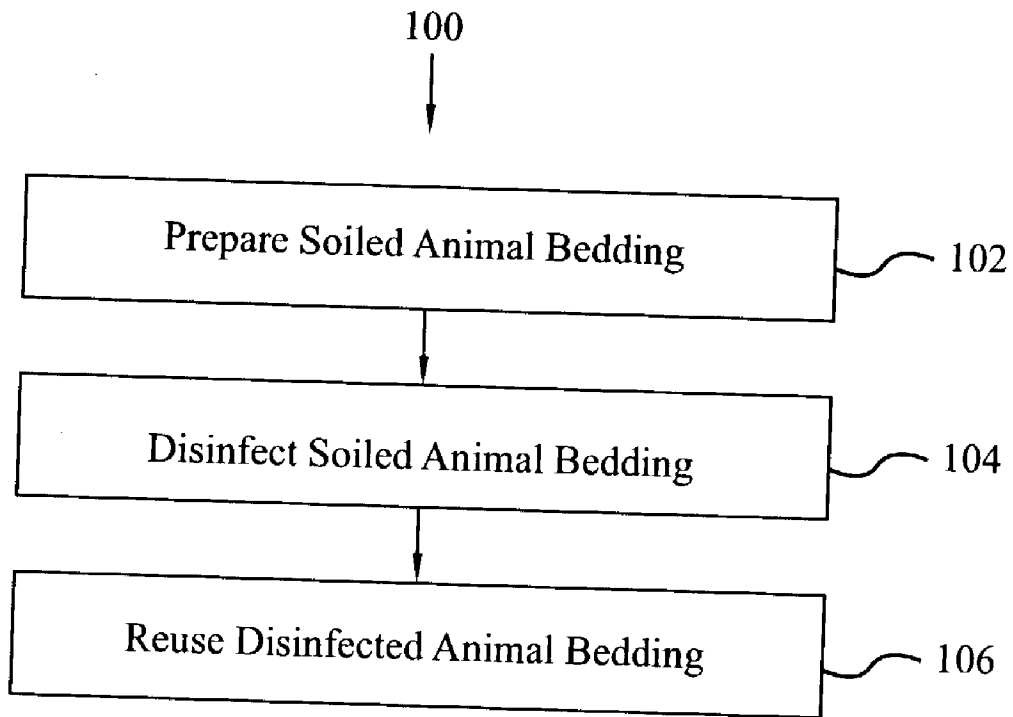 100
Prepare Soiled Animal Bedding
102
Disinfect Soiled Animal Bedding
104
Reuse Disinfected Animal Bedding
106